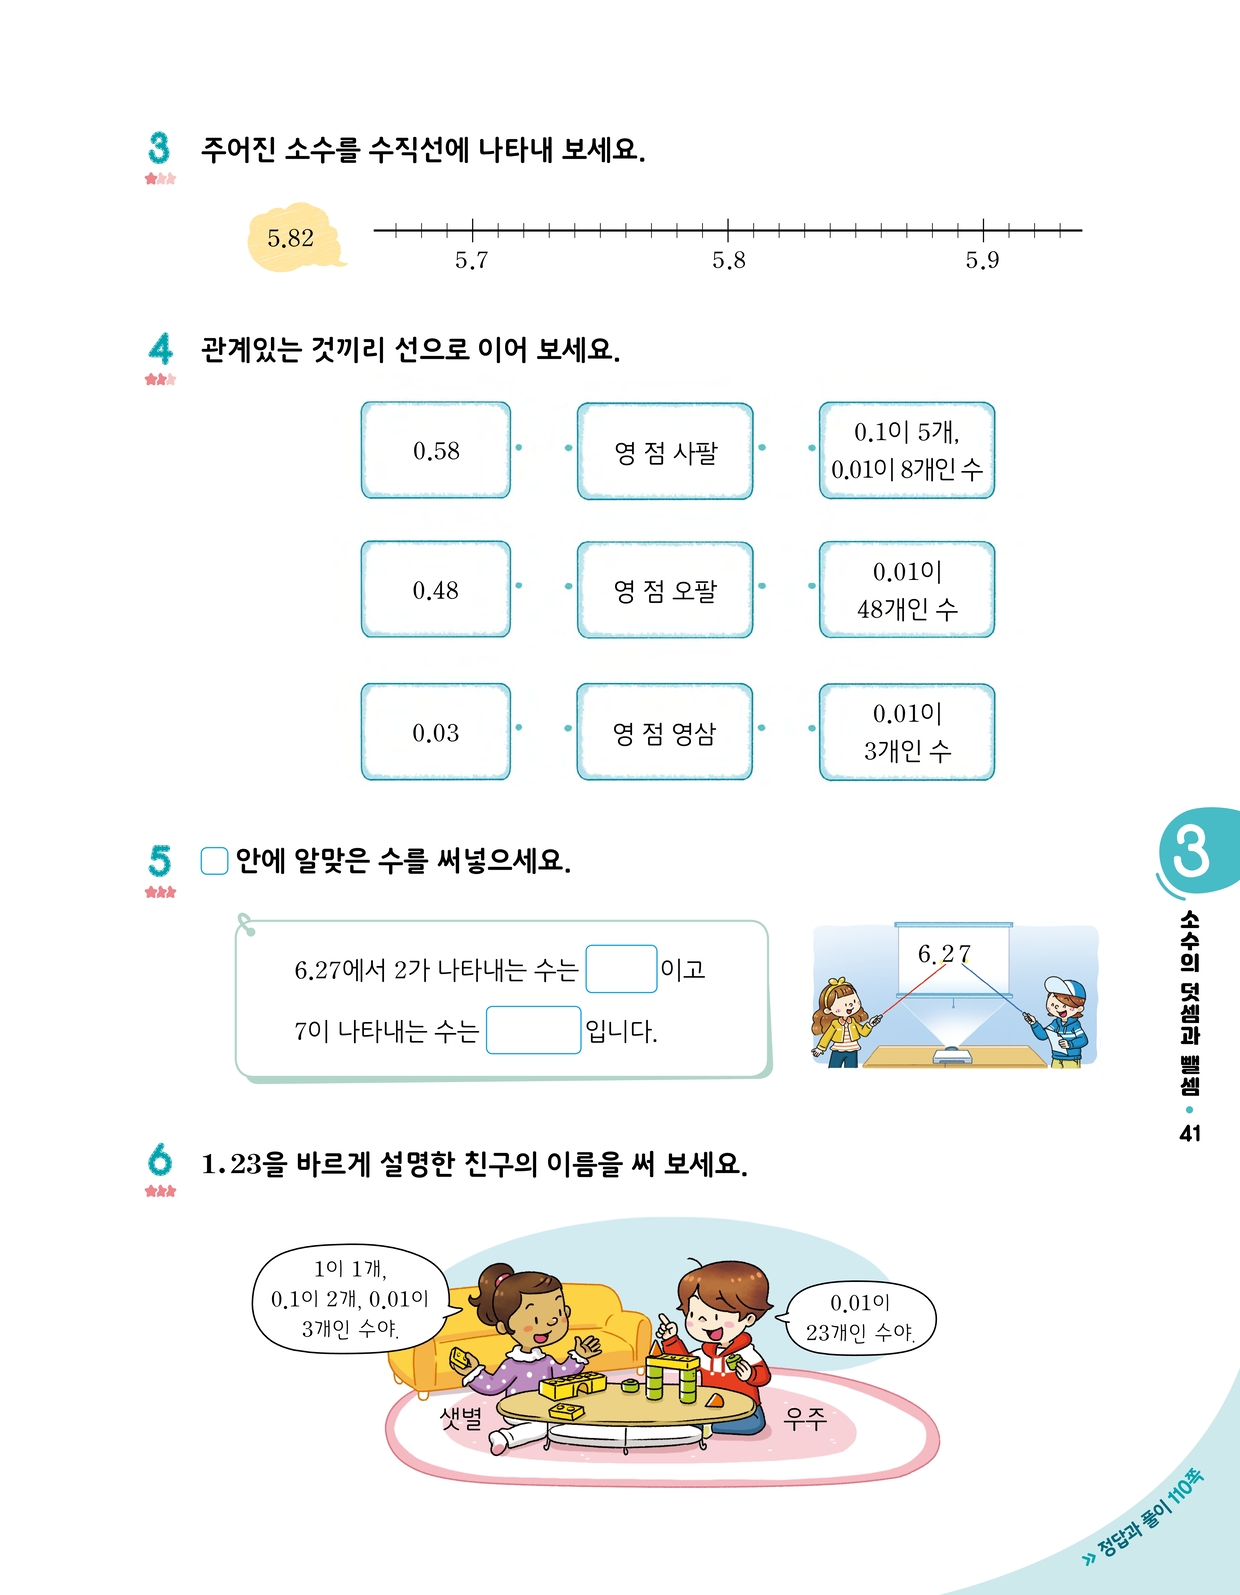 3 주어진 소수를 수직선에 나타내 보세요.
5.82
5.7 5.8 5.9
4 관계있는 것끼리 선으로 이어 보세요.
0.58
영 점 사팔
0.1이 5개,
0.01이 8개인 수
0.48
영 점 오팔
0.01이
48개인 수
0.03
영 점 영삼
0.01이
3개인 수
5 □ 안에 알맞은 수를 써넣으세요.
6.27에서 2가 나타내는 수는 □ 이고
7이 나타내는 수는 □ 입니다.
6.27
6 1.23을 바르게 설명한 친구의 이름을 써 보세요.
1이 1개,
0.1이 2개, 0.01이
3개인 수야.
0.01이
23개인 수야.
샛별
우주
3
소수의 덧셈과 뺄셈 • 41
» 정답과 풀이 110쪽